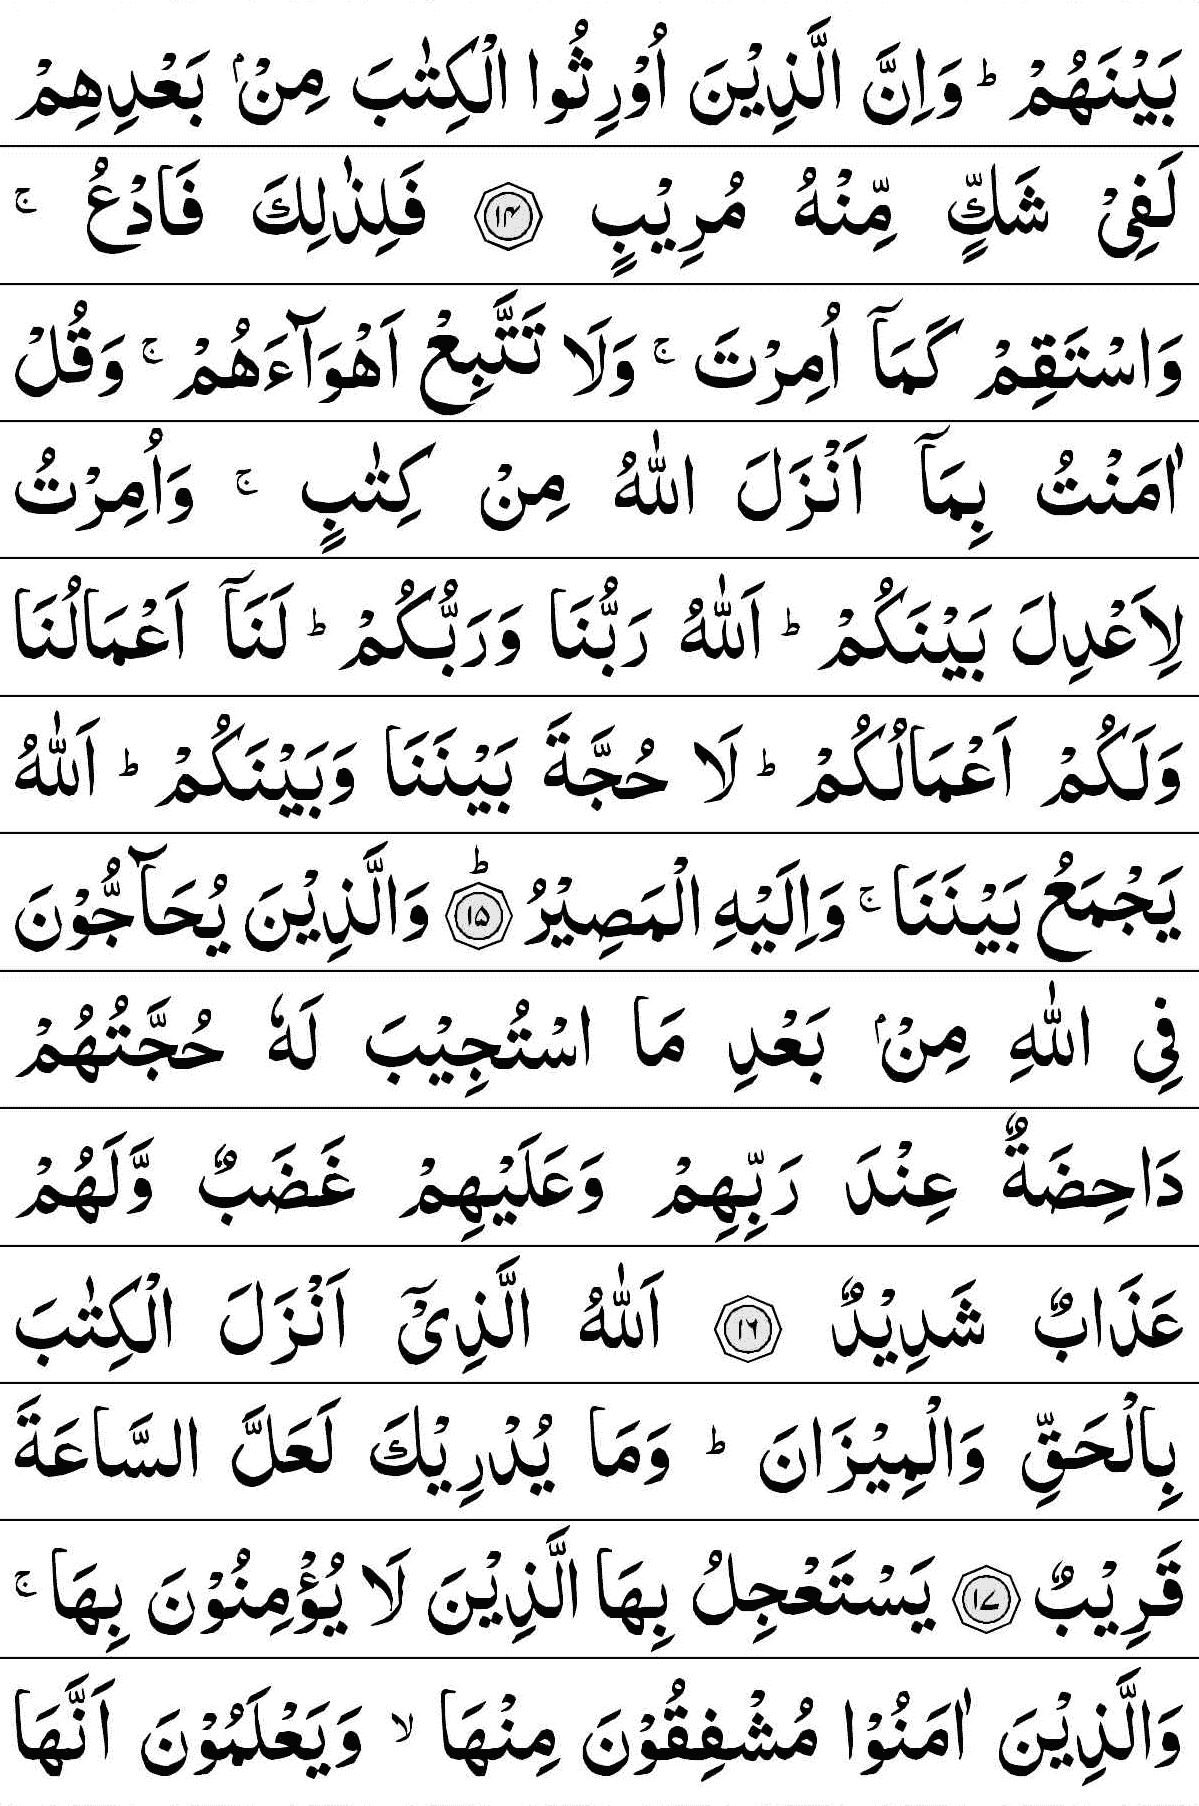 بَيْنَهُمْ ؕ وَاِنَّ الَّذِيْنَ اُوْرِثُوا الْكِتٰبَ مِنْۢ بَعْدِهِمْ
لَفِيْ شَكٍّ مِّنْهُ مُرِيْبٍ ۝۱۴ فَلِذٰلِكَ فَادْعُ ۚ
وَاسْتَقِمْ كَمَاۤ اُمِرْتَ ۚ وَلَا تَتَّبِعْ اَهْوَآءَهُمْ ۚ وَقُلْ
اٰمَنْتُ بِمَاۤ اَنْزَلَ اللّٰهُ مِنْ كِتٰبٍ ۚ وَاُمِرْتُ
لِاَعْدِلَ بَيْنَكُمْ ؕ اَللّٰهُ رَبُّنَا وَرَبُّكُمْ ؕ لَنَاۤ اَعْمَالُنَا
وَلَكُمْ اَعْمَالُكُمْ ؕ لَا حُجَّةَ بَيْنَنَا وَبَيْنَكُمْ ؕ اَللّٰهُ
يَجْمَعُ بَيْنَنَا ۚ وَاِلَيْهِ الْمَصِيْرُ ؕ۝۱۵ وَالَّذِيْنَ يُحَآجُّوْنَ
فِي اللّٰهِ مِنْۢ بَعْدِ مَا اسْتُجِيْبَ لَهٗ حُجَّتُهُمْ
دَاحِضَةٌ عِنْدَ رَبِّهِمْ وَعَلَيْهِمْ غَضَبٌ وَّلَهُمْ
عَذَابٌ شَدِيْدٌ ۝۱۶ اَللّٰهُ الَّذِيْۤ اَنْزَلَ الْكِتٰبَ
بِالْحَقِّ وَالْمِيْزَانَ ؕ وَمَا يُدْرِيْكَ لَعَلَّ السَّاعَةَ
قَرِيْبٌ ۝۱۷ يَسْتَعْجِلُ بِهَا الَّذِيْنَ لَا يُؤْمِنُوْنَ بِهَا ۚ
وَالَّذِيْنَ اٰمَنُوْا مُشْفِقُوْنَ مِنْهَا ۙ وَيَعْلَمُوْنَ اَنَّهَا